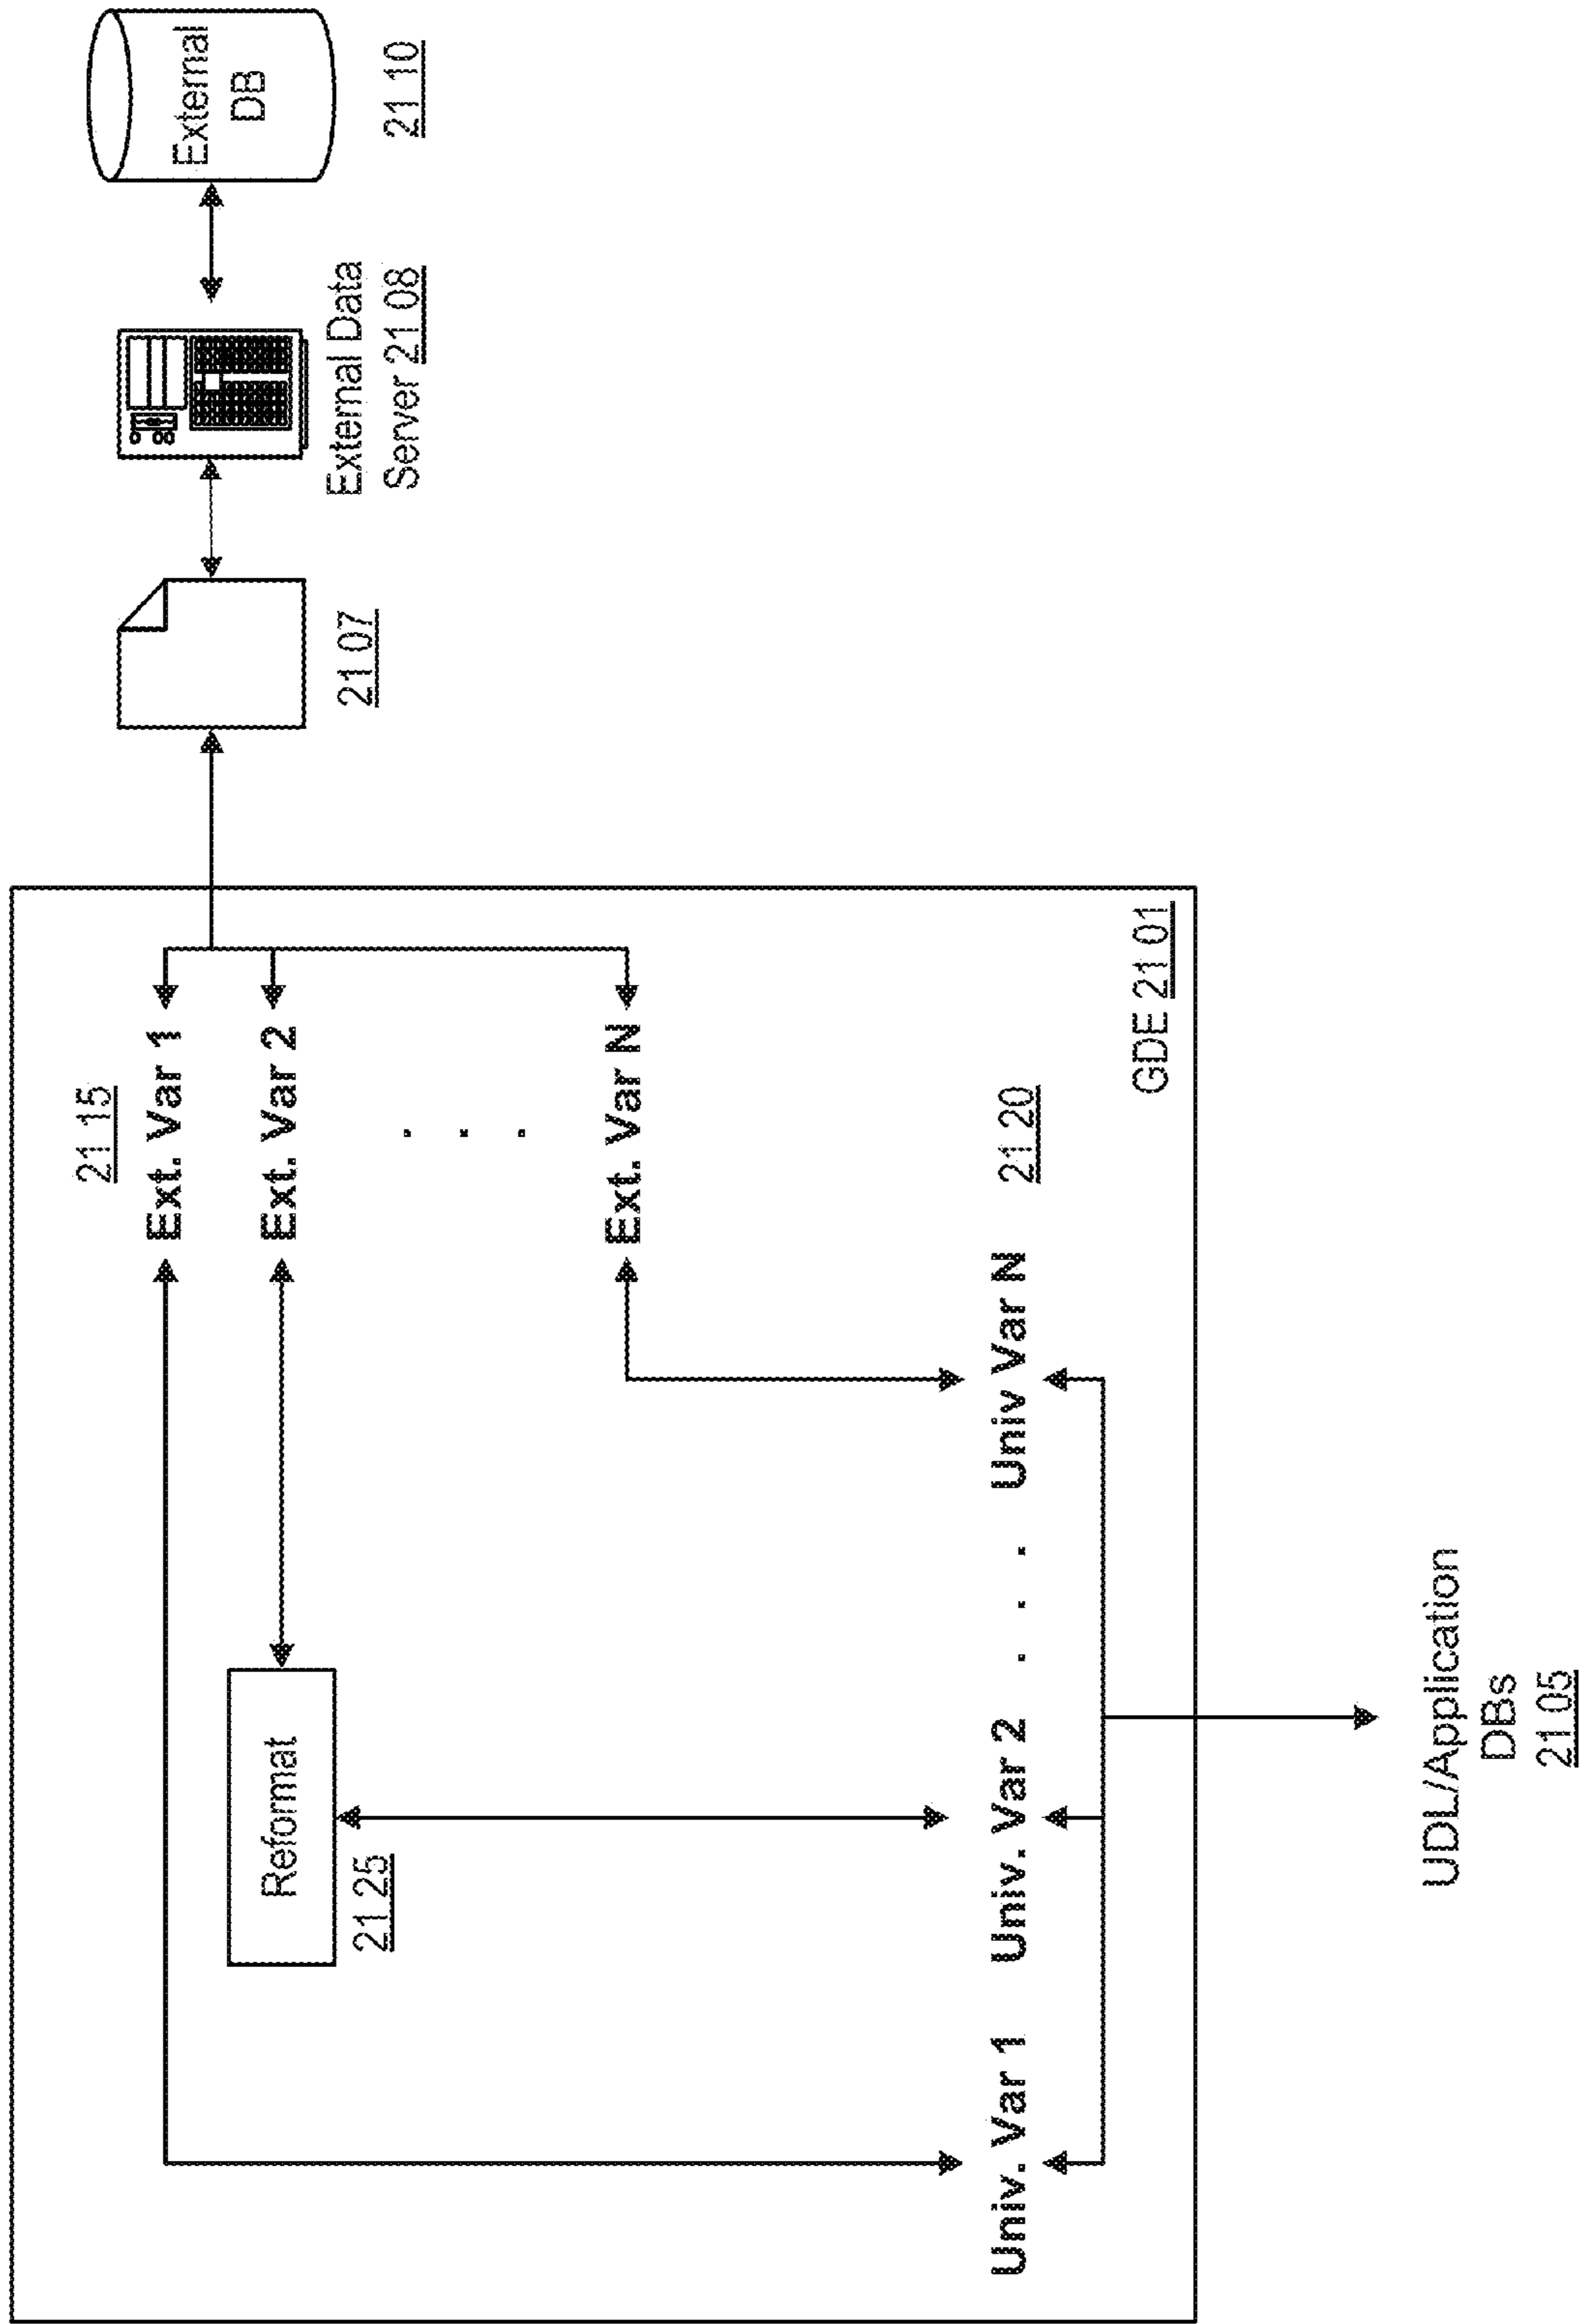 21 15
Ext. Var 1
Ext. Var 2
. . .
Ext. Var N
Reformat
21 25
Univ. Var 1 Univ. Var 2 . . . Univ Var N 21 20
GDE 21 01
21 07
External Data
Server 21 08
External
DB
21 10
UDL/Application
DBs
21 05